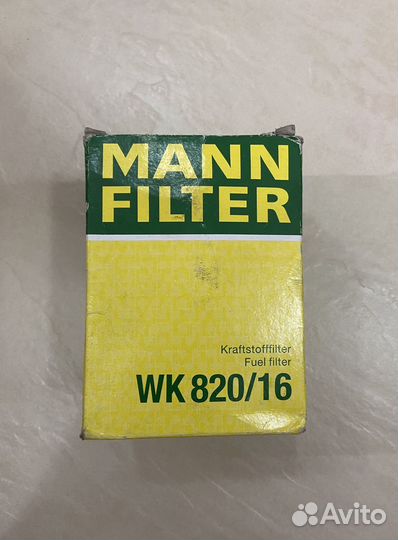 MANN
FILTER
Kraftstofffilter
Fuel filter
WK 820/16
Avito